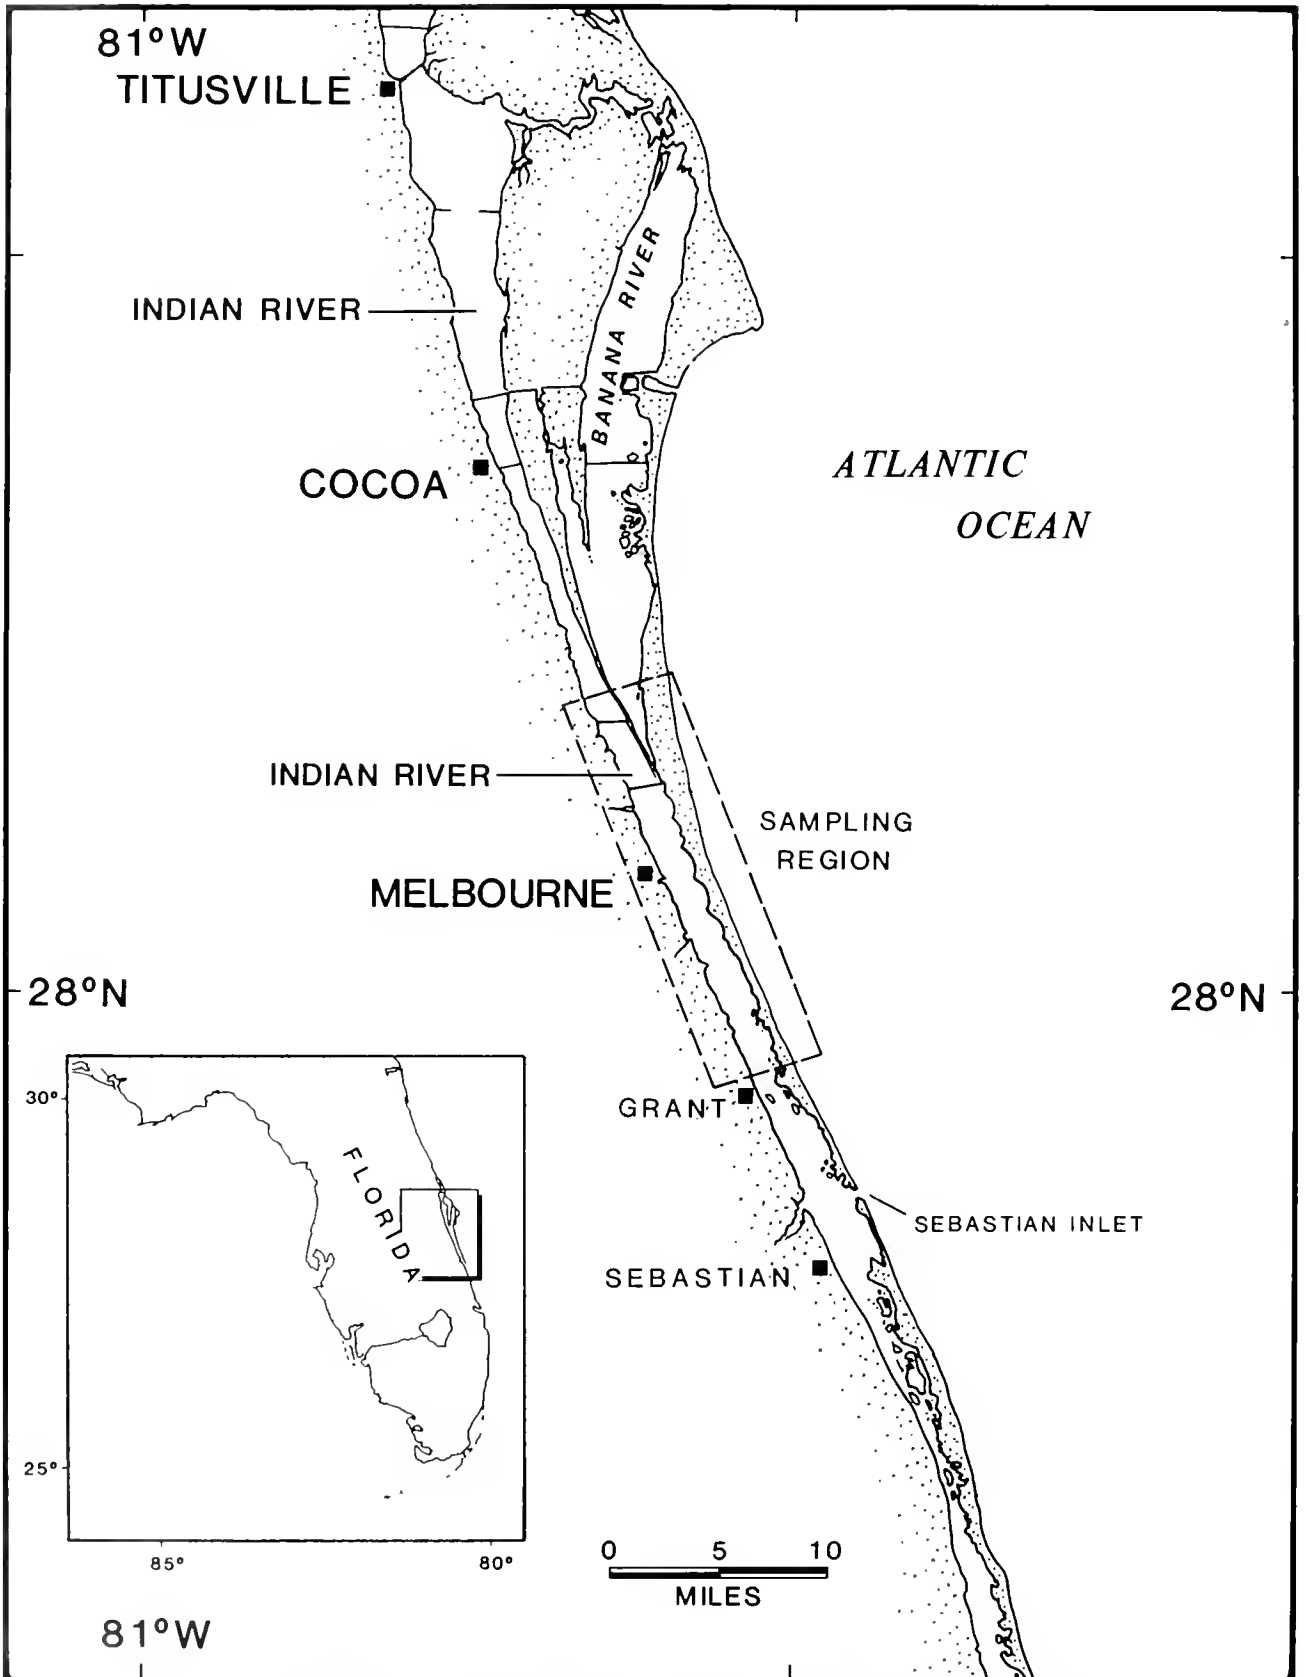 81°W
TITUSVILLE
INDIAN RIVER
BANANA RIVER
COCOA
ATLANTIC
OCEAN
INDIAN RIVER
SAMPLING
REGION
MELBOURNE
28°N
28°N
GRANT
SEBASTIAN INLET
SEBASTIAN
30°
FLORIDA
25°
85°
80°
0 5 10
MILES
81°W